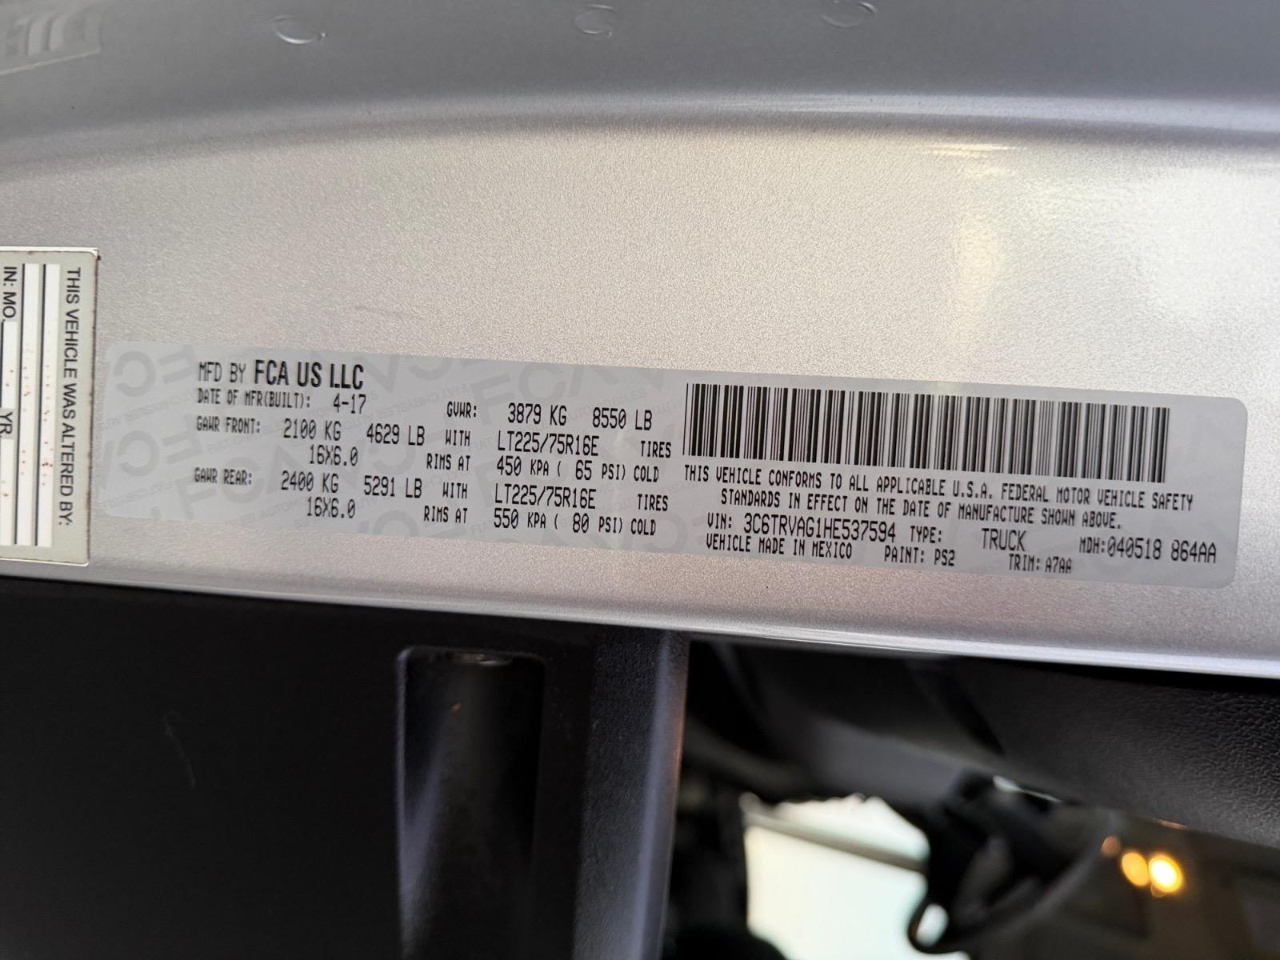 MFD BY FCA US LLC
DATE OF MFR(BUILT): 4-17 GVWR: 3879 KG 8550 LB
GAWR FRONT: 2100 KG 4629 LB WITH LT225/75R16E TIRES
16X6.0 RIMS AT 450 KPA ( 65 PSI) COLD
GAWR REAR: 2400 KG 5291 LB WITH LT225/75R16E TIRES
16X6.0 RIMS AT 550 KPA ( 80 PSI) COLD
THIS VEHICLE CONFORMS TO ALL APPLICABLE U.S.A. FEDERAL MOTOR VEHICLE SAFETY
STANDARDS IN EFFECT ON THE DATE OF MANUFACTURE SHOWN ABOVE.
VIN: 3C6TRVAG1HE537594 TYPE: TRUCK MDH:040518 864AA
VEHICLE MADE IN MEXICO PAINT: PS2 TRIM: A7AA
THIS VEHICLE WAS ALTERED BY:
IN: MO. YR.